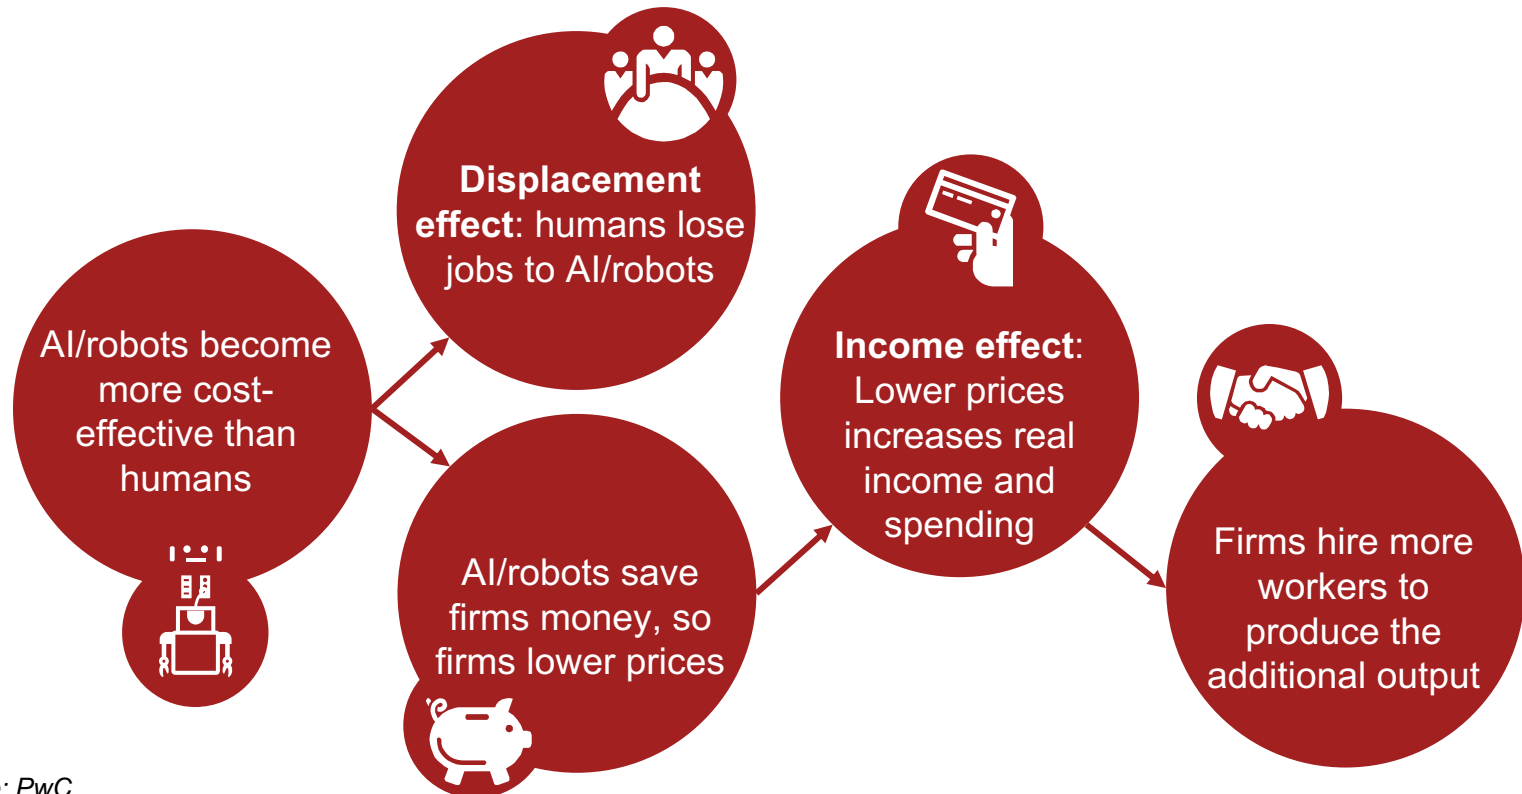 AI/robots become
more cost-
effective than
humans
Displacement
effect: humans lose
jobs to AI/robots
AI/robots save
firms money, so
firms lower prices
Income effect:
Lower prices
increases real
income and
spending
Firms hire more
workers to
produce the
additional output
: PwC